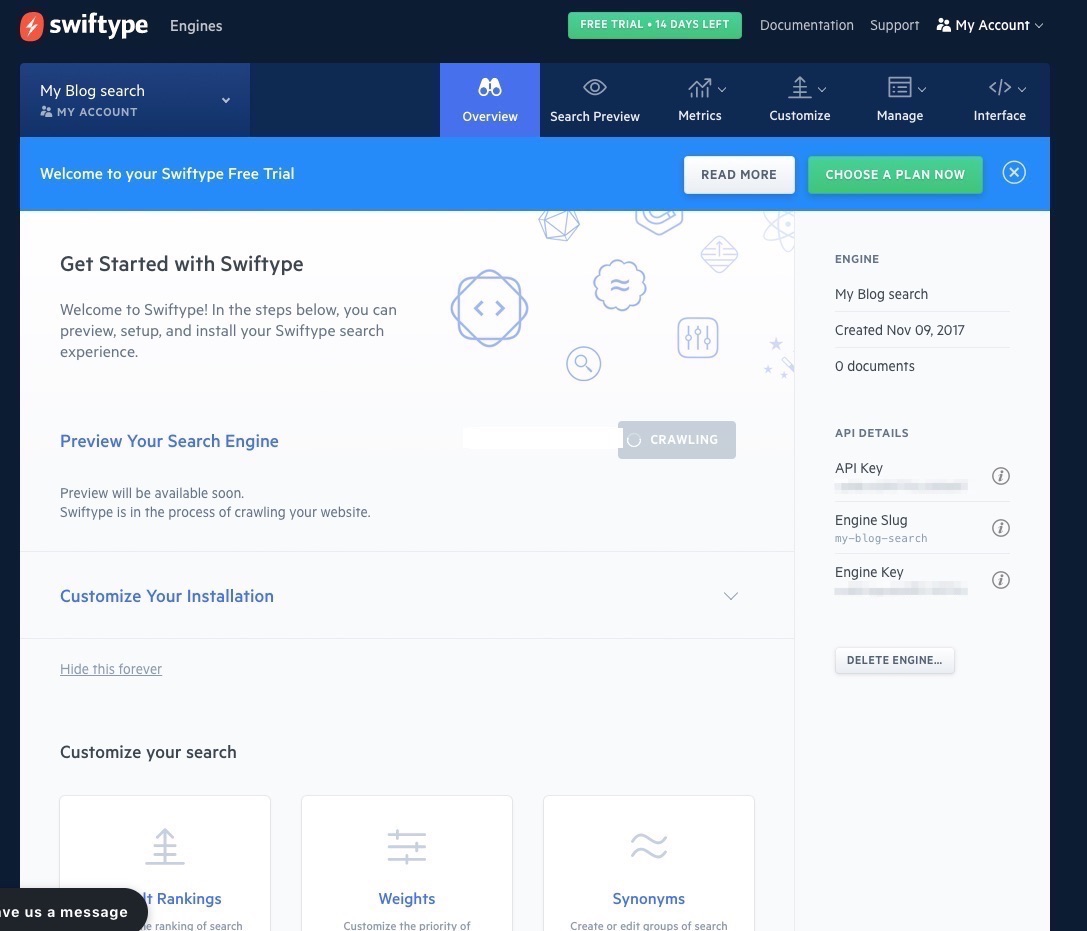 swiftype
Engines
FREE TRIAL • 14 DAYS LEFT
Documentation
Support
My Account
My Blog search
MY ACCOUNT
Overview
Search Preview
Metrics
Customize
Manage
Interface
Welcome to your Swiftype Free Trial
READ MORE
CHOOSE A PLAN NOW
Get Started with Swiftype
Welcome to Swiftype! In the steps below, you can
preview, setup, and install your Swiftype search
experience.
Preview Your Search Engine
CRAWLING
Preview will be available soon.
Swiftype is in the process of crawling your website.
Customize Your Installation
Hide this forever
Customize your search
lt Rankings
ne ranking of search
Weights
Customize the priority of
Synonyms
Create or edit groups of search
ave us a message
ENGINE
My Blog search
Created Nov 09, 2017
0 documents
API DETAILS
API Key
Engine Slug
my-blog-search
Engine Key
DELETE ENGINE...